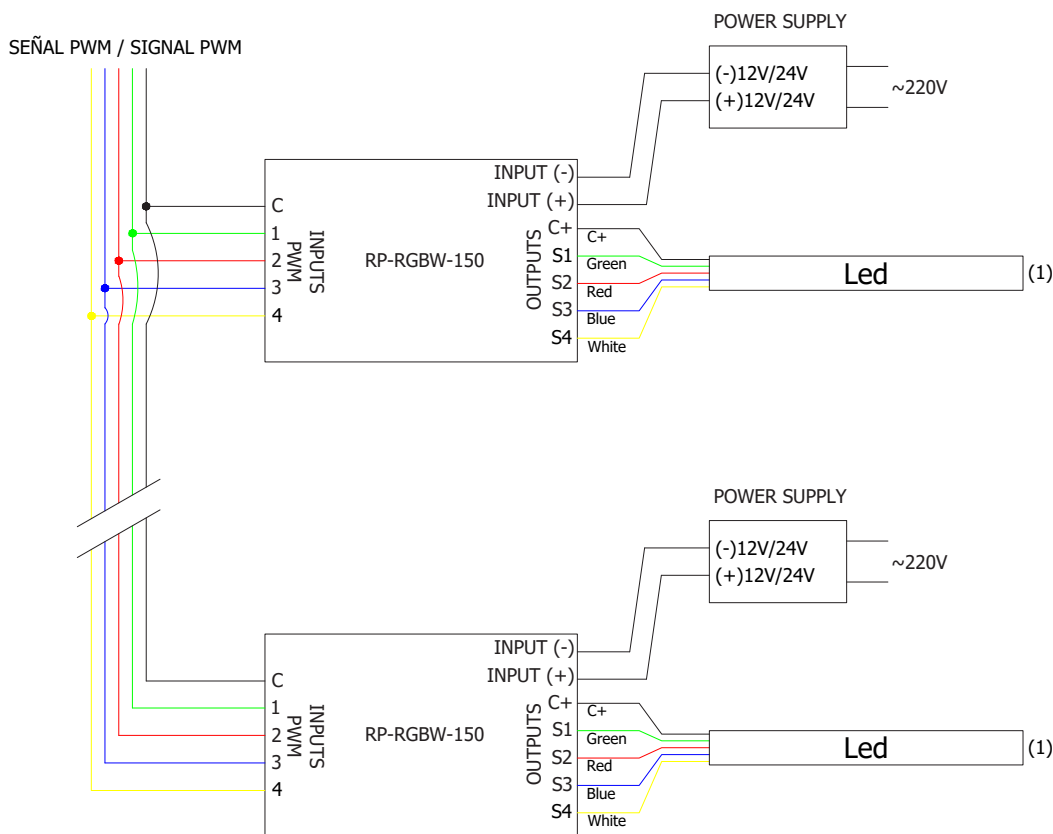 POWER SUPPLY
SEÑAL PWM / SIGNAL PWM
(-)12V/24V
(+)12V/24V
~220V
INPUT (-)
INPUT (+)
C
1
2
3
4
INPUTS
PWM
RP-RGBW-150
OUTPUTS
C+
S1
S2
S3
S4
C+
Green
Red
Blue
White
Led
(1)
POWER SUPPLY
(-)12V/24V
(+)12V/24V
~220V
INPUT (-)
INPUT (+)
C
1
2
3
4
INPUTS
PWM
RP-RGBW-150
OUTPUTS
C+
S1
S2
S3
S4
C+
Green
Red
Blue
White
Led
(1)